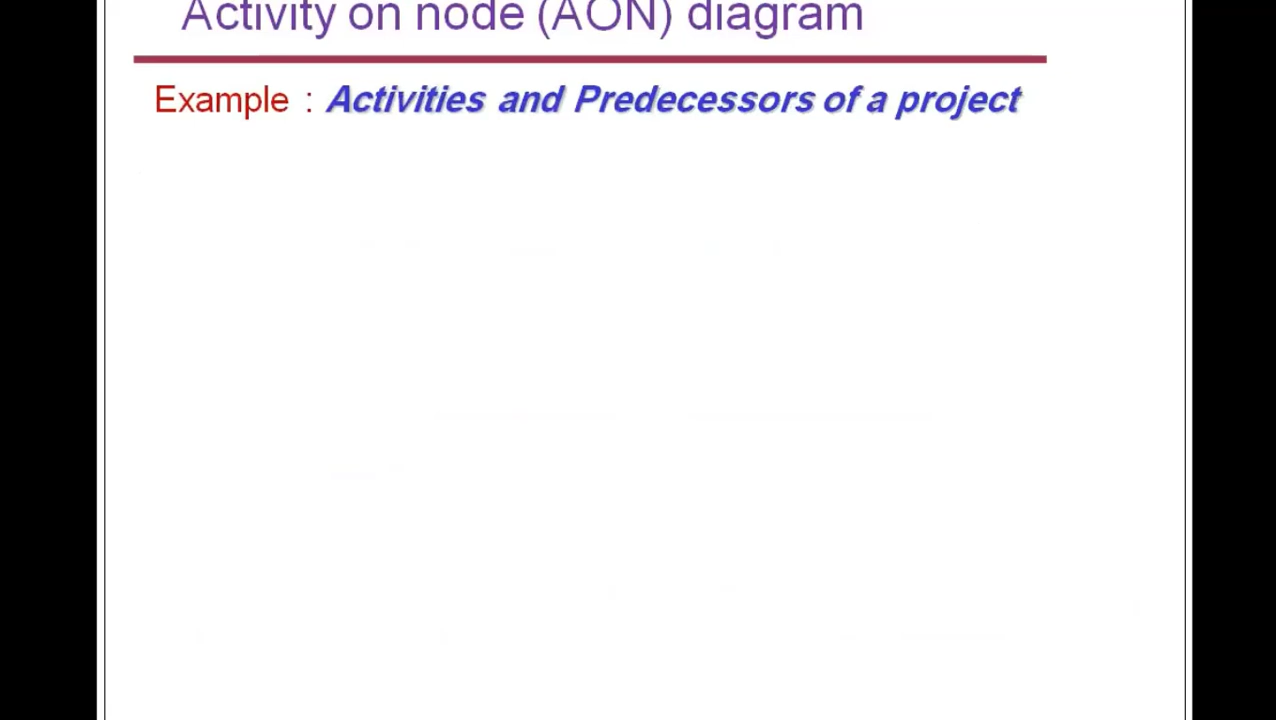 Activity on node (AON) diagram
Example : Activities and Predecessors of a project